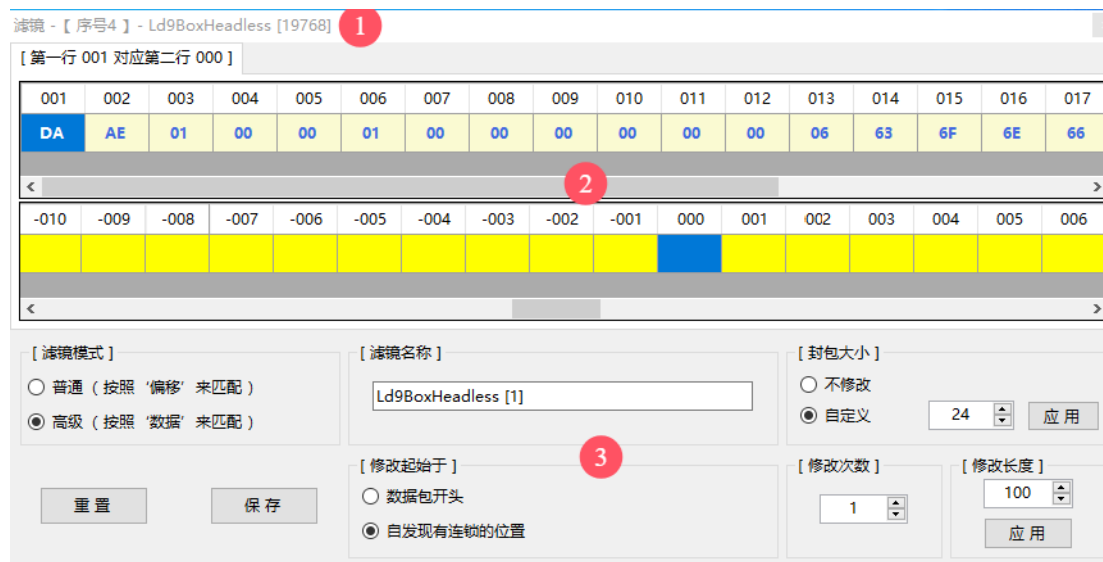 滤镜 - 【 序号4 】 - Ld9BoxHeadless [19768] 1
[ 第一行 001 对应第二行 000 ]
001 002 003 004 005 006 007 008 009 010 011 012 013 014 015 016 017
DA AE 01 00 00 01 00 00 00 00 00 00 06 63 6F 6E 66
2
-010 -009 -008 -007 -006 -005 -004 -003 -002 -001 000 001 002 003 004 005 006
[ 滤镜模式 ] [ 滤镜名称 ] [ 封包大小 ]
普通 ( 按照 ‘偏移’ 来匹配 ) Ld9BoxHeadless [1] 不修改
高级 ( 按照 ‘数据’ 来匹配 ) 自定义 24 应 用
3
[ 修改起始于 ] [ 修改次数 ] [ 修改长度 ]
重 置 保 存 数据包开头 1 100
自发现有连锁的位置 应 用